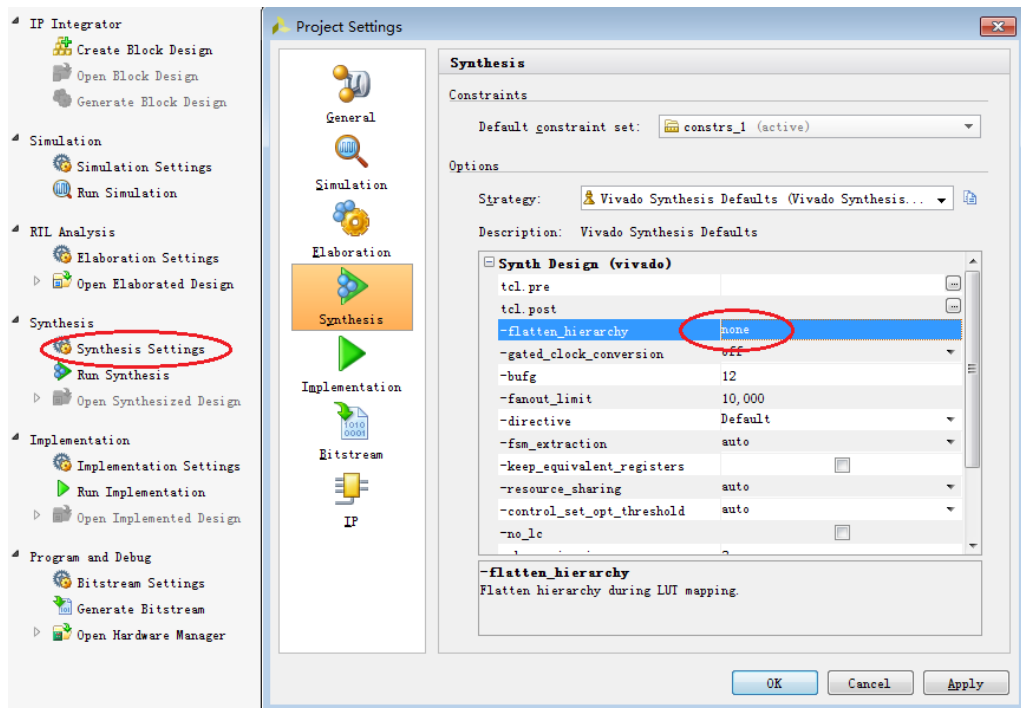 IP Integrator
Create Block Design
Open Block Design
Generate Block Design
Simulation
Simulation Settings
Run Simulation
RTL Analysis
Elaboration Settings
Open Elaborated Design
Synthesis
Synthesis Settings
Run Synthesis
Open Synthesized Design
Implementation
Implementation Settings
Run Implementation
Open Implemented Design
Program and Debug
Bitstream Settings
Generate Bitstream
Open Hardware Manager
Project Settings
General
Simulation
Elaboration
Synthesis
Implementation
1010
0001
Bitstream
IP
Synthesis
Constraints
Default constraint set: constrs_1 (active)
Options
Strategy: Vivado Synthesis Defaults (Vivado Synthesis...
Description: Vivado Synthesis Defaults
Synth Design (vivado)
tcl.pre ...
tcl.post ...
-flatten_hierarchy none
-gated_clock_conversion off
-bufg 12
-fanout_limit 10,000
-directive Default
-fsm_extraction auto
-keep_equivalent_registers
-resource_sharing auto
-control_set_opt_threshold auto
-no_lc
-flatten_hierarchy
Flatten hierarchy during LUT mapping.
OK Cancel Apply